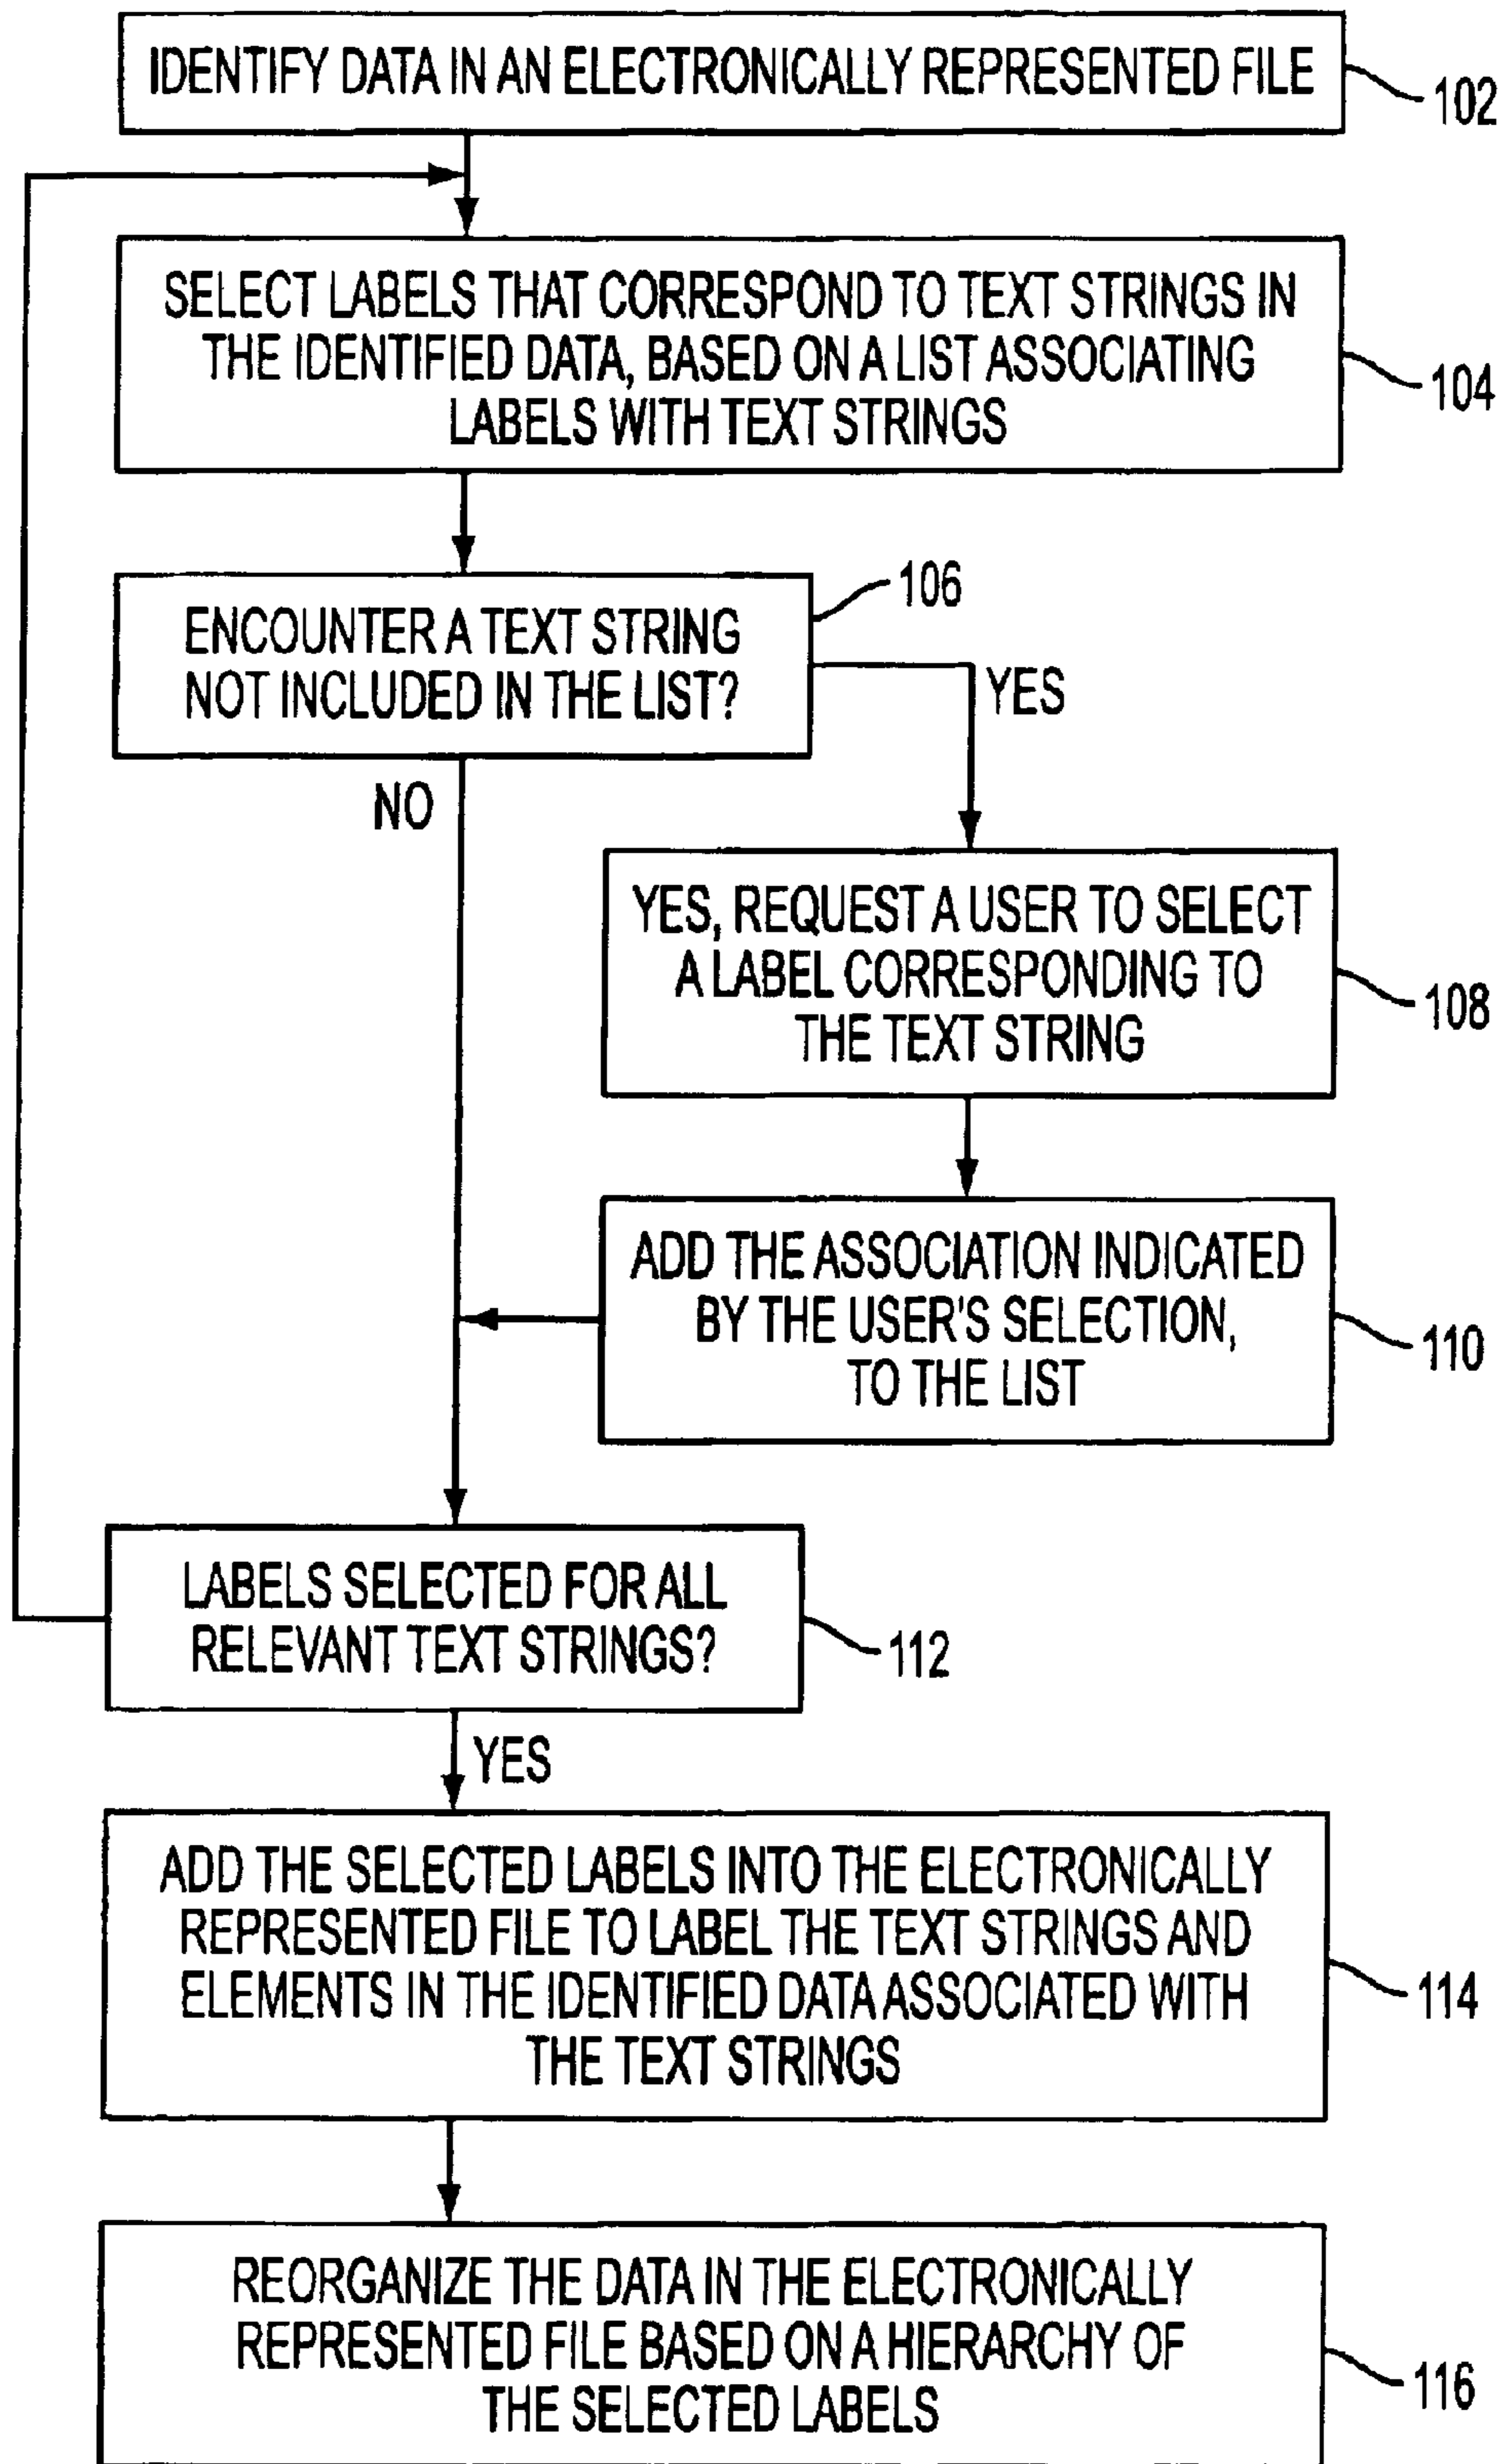 IDENTIFY DATA IN AN ELECTRONICALLY REPRESENTED FILE
102
SELECT LABELS THAT CORRESPOND TO TEXT STRINGS IN
THE IDENTIFIED DATA, BASED ON A LIST ASSOCIATING
LABELS WITH TEXT STRINGS
104
ENCOUNTER A TEXT STRING
NOT INCLUDED IN THE LIST?
106
YES
NO
YES, REQUEST A USER TO SELECT
A LABEL CORRESPONDING TO
THE TEXT STRING
108
ADD THE ASSOCIATION INDICATED
BY THE USER'S SELECTION,
TO THE LIST
110
LABELS SELECTED FOR ALL
RELEVANT TEXT STRINGS?
112
YES
ADD THE SELECTED LABELS INTO THE ELECTRONICALLY
REPRESENTED FILE TO LABEL THE TEXT STRINGS AND
ELEMENTS IN THE IDENTIFIED DATA ASSOCIATED WITH
THE TEXT STRINGS
114
REORGANIZE THE DATA IN THE ELECTRONICALLY
REPRESENTED FILE BASED ON A HIERARCHY OF
THE SELECTED LABELS
116